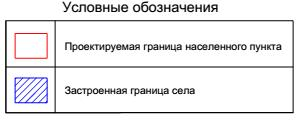 Условные обозначения
Проектируемая граница населенного пункта
Застроенная граница села